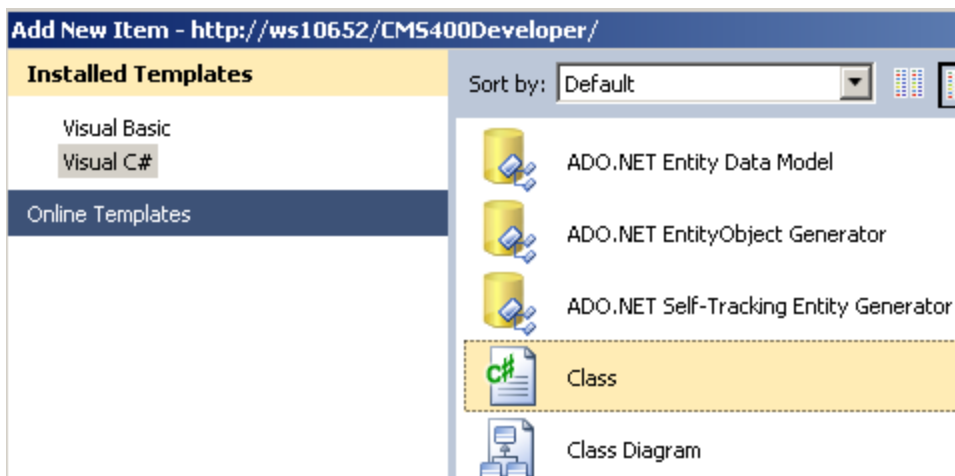 Add New Item - http://ws10652/CMS400Developer/
Installed Templates
Visual Basic
Visual C#
Online Templates
Sort by: Default
ADO.NET Entity Data Model
ADO.NET EntityObject Generator
ADO.NET Self-Tracking Entity Generator
C# Class
Class Diagram